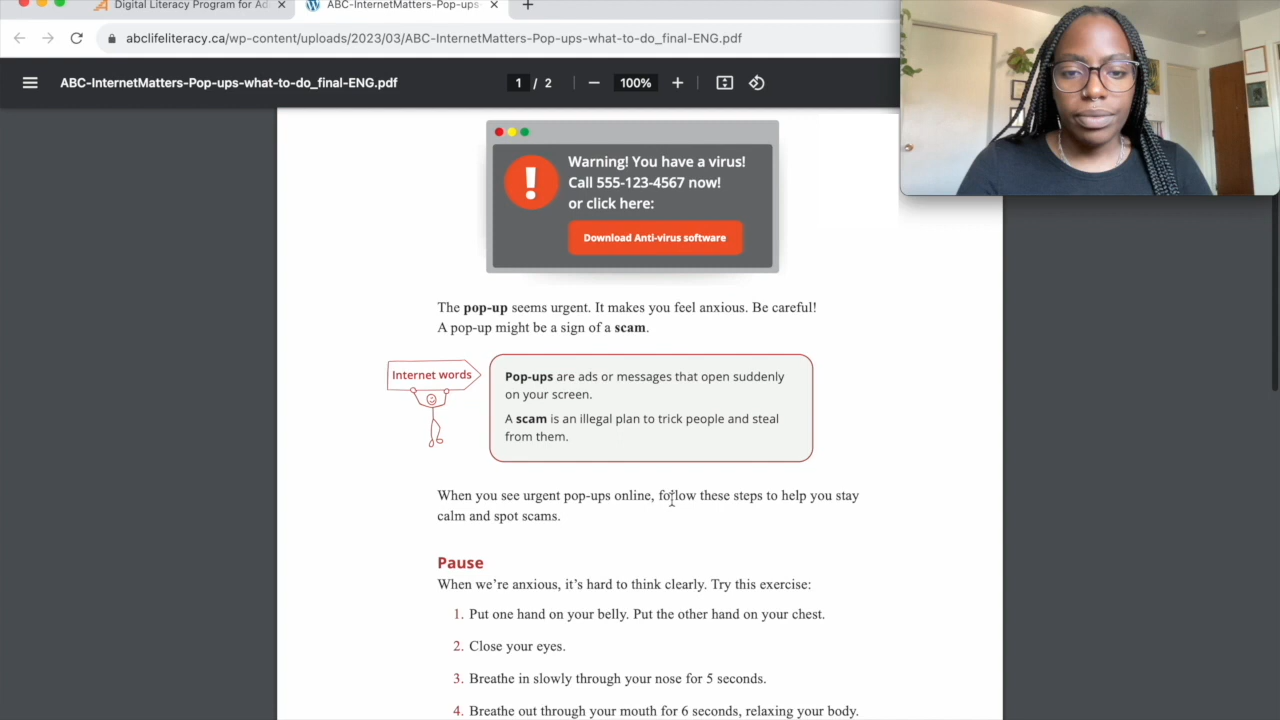 Digital Literacy Program for Ad
ABC-InternetMatters-Pop-ups-
abclifeliteracy.ca/wp-content/uploads/2023/03/ABC-InternetMatters-Pop-ups-what-to-do_final-ENG.pdf
ABC-InternetMatters-Pop-ups-what-to-do_final-ENG.pdf
1 / 2
100%
Warning! You have a virus!
Call 555-123-4567 now!
or click here:
Download Anti-virus software
The pop-up seems urgent. It makes you feel anxious. Be careful!
A pop-up might be a sign of a scam.
Internet words
Pop-ups are ads or messages that open suddenly
on your screen.
A scam is an illegal plan to trick people and steal
from them.
When you see urgent pop-ups online, follow these steps to help you stay
calm and spot scams.
Pause
When we're anxious, it's hard to think clearly. Try this exercise:
1. Put one hand on your belly. Put the other hand on your chest.
2. Close your eyes.
3. Breathe in slowly through your nose for 5 seconds.
4. Breathe out through your mouth for 6 seconds, relaxing your body.